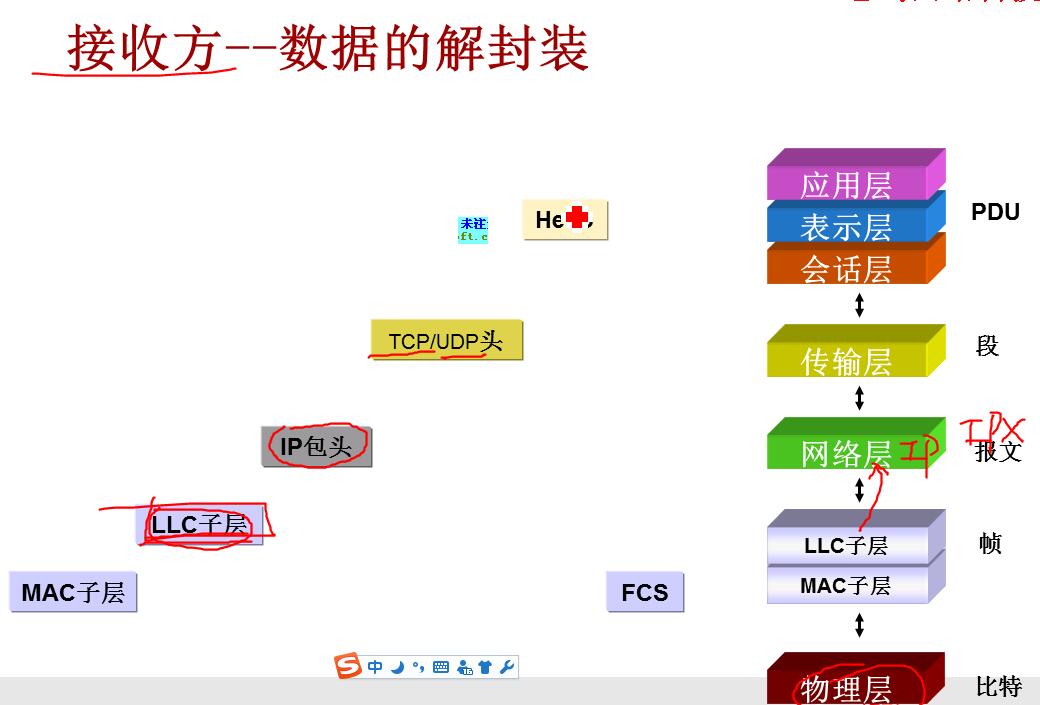 接收方--数据的解封装
应用层
PDU
表示层
会话层
未注
oft.c
TCP/UDP头
传输层
段
IP包头
网络层
IP
IPX
报文
LLC子层
LLC子层
帧
MAC子层
FCS
MAC子层
中
物理层
比特